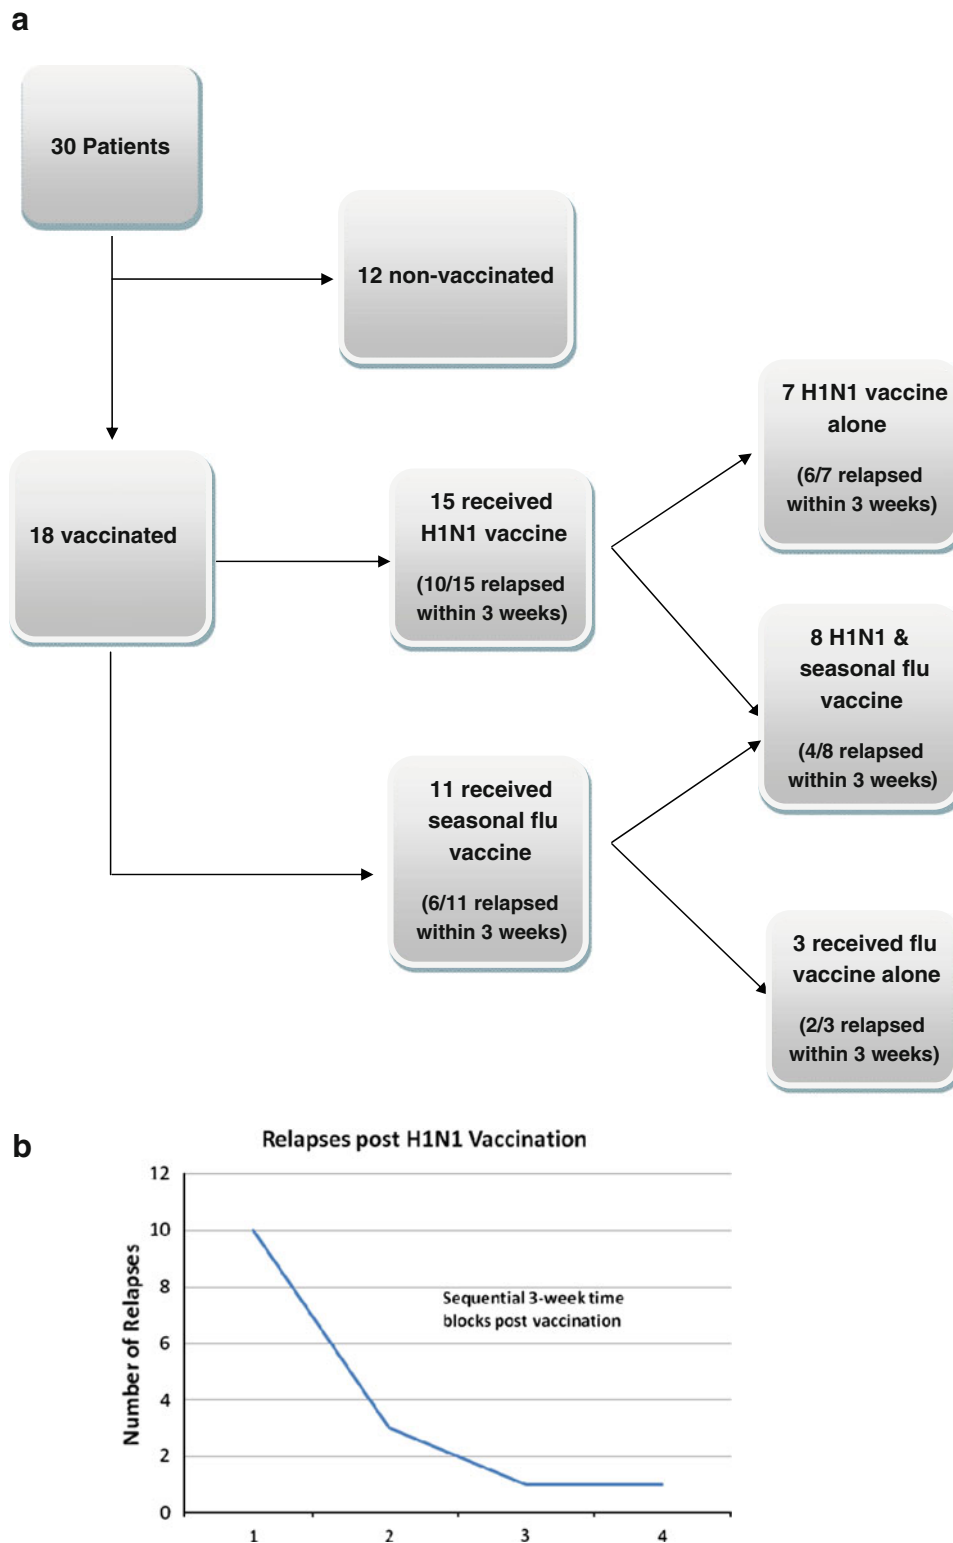 a
30 Patients
12 non-vaccinated
18 vaccinated
15 received
H1N1 vaccine
(10/15 relapsed
within 3 weeks)
7 H1N1 vaccine
alone
(6/7 relapsed
within 3 weeks)
8 H1N1 &
seasonal flu
vaccine
(4/8 relapsed
within 3 weeks)
11 received
seasonal flu
vaccine
(6/11 relapsed
within 3 weeks)
3 received flu
vaccine alone
(2/3 relapsed
within 3 weeks)
b
Relapses post H1N1 Vaccination
Number of Relapses
12
10
8
6
4
2
0
Sequential 3-week time
blocks post vaccination
1 2 3 4